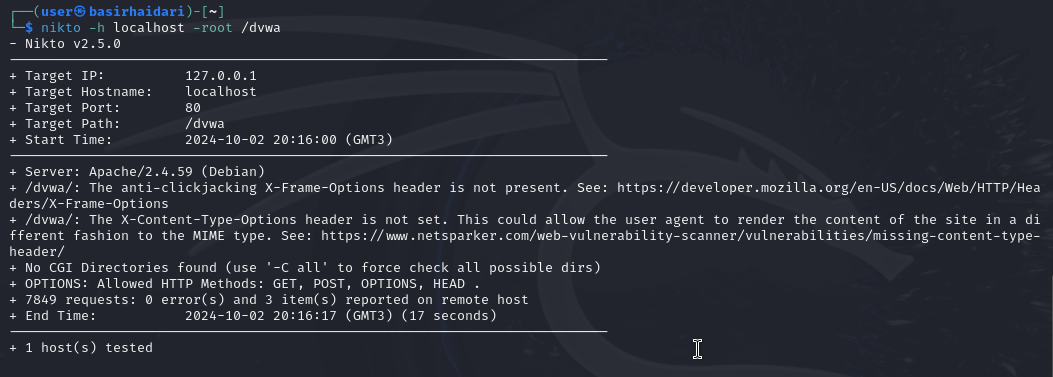 ┌──(user㉿basirhaidari)-[~]
└─$ nikto -h localhost -root /dvwa
- Nikto v2.5.0
---------------------------------------------------------------------------
+ Target IP:          127.0.0.1
+ Target Hostname:    localhost
+ Target Port:        80
+ Target Path:        /dvwa
+ Start Time:         2024-10-02 20:16:00 (GMT3)
---------------------------------------------------------------------------
+ Server: Apache/2.4.59 (Debian)
+ /dvwa/: The anti-clickjacking X-Frame-Options header is not present. See: https://developer.mozilla.org/en-US/docs/Web/HTTP/Hea
ders/X-Frame-Options
+ /dvwa/: The X-Content-Type-Options header is not set. This could allow the user agent to render the content of the site in a di
fferent fashion to the MIME type. See: https://www.netsparker.com/web-vulnerability-scanner/vulnerabilities/missing-content-type-
header/
+ No CGI Directories found (use '-C all' to force check all possible dirs)
+ OPTIONS: Allowed HTTP Methods: GET, POST, OPTIONS, HEAD .
+ 7849 requests: 0 error(s) and 3 item(s) reported on remote host
+ End Time:           2024-10-02 20:16:17 (GMT3) (17 seconds)
---------------------------------------------------------------------------
+ 1 host(s) tested